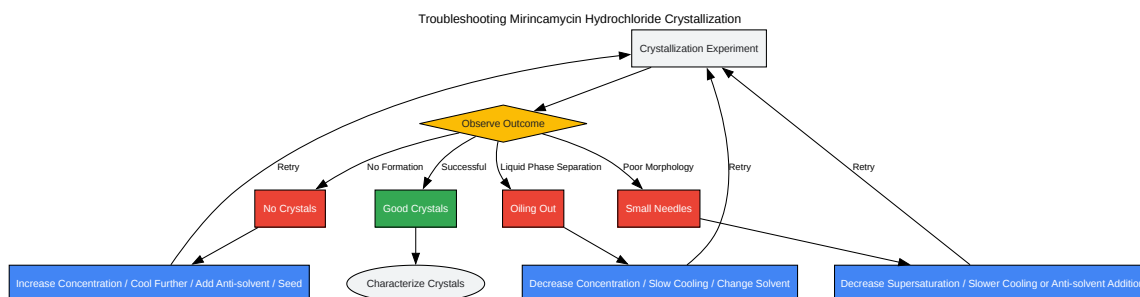 Troubleshooting Mirincamycin Hydrochloride Crystallization
Crystallization Experiment
Observe Outcome
Retry
No Formation
Successful
Liquid Phase Separation
Poor Morphology
Retry
Retry
No Crystals
Good Crystals
Oiling Out
Small Needles
Increase Concentration / Cool Further / Add Anti-solvent / Seed
Characterize Crystals
Decrease Concentration / Slow Cooling / Change Solvent
Decrease Supersaturation / Slower Cooling or Anti-solvent Addition